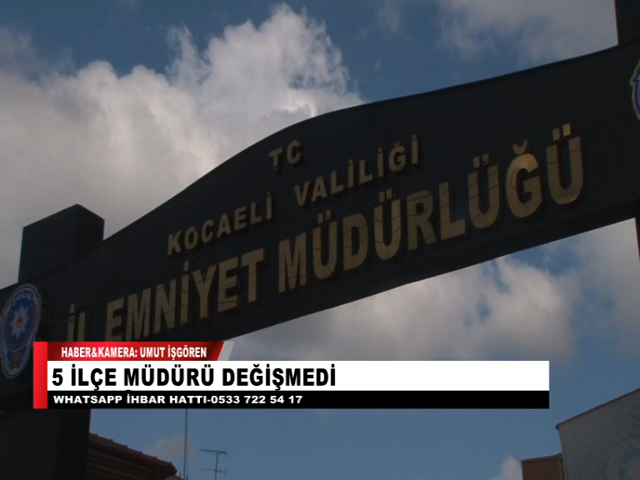 TC
KOCAELİ VALİLİĞİ
İL EMNİYET MÜDÜRLÜĞÜ
HABER&KAMERA: UMUT İŞGÖREN
5 İLÇE MÜDÜRÜ DEĞİŞMEDİ
WHATSAPP İHBAR HATTI-0533 722 54 17